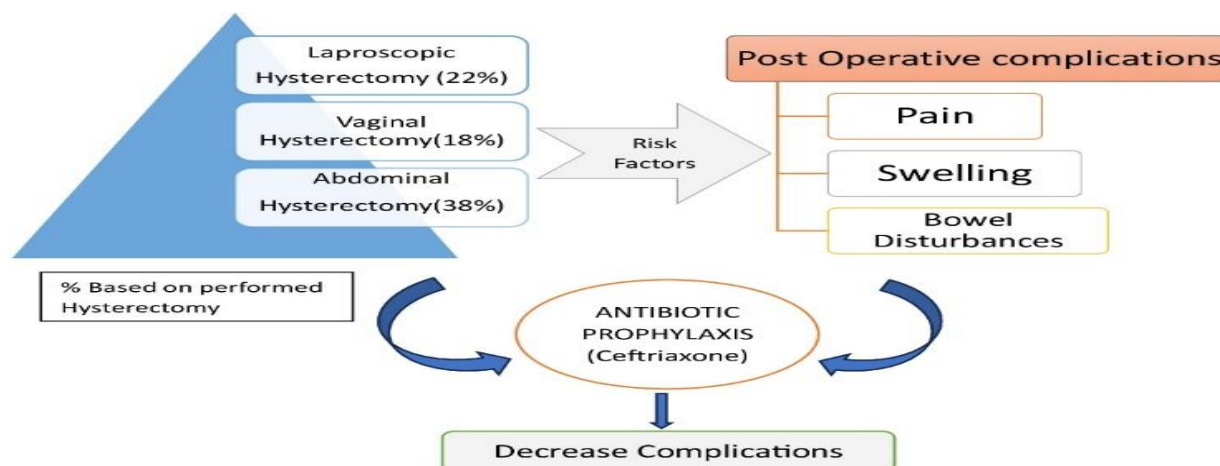 Laproscopic
Hysterectomy (22%)
Vaginal
Hysterectomy(18%)
Abdominal
Hysterectomy(38%)
% Based on performed
Hysterectomy
Risk
Factors
Post Operative complications
Pain
Swelling
Bowel
Disturbances
ANTIBIOTIC
PROPHYLAXIS
(Ceftriaxone)
Decrease Complications